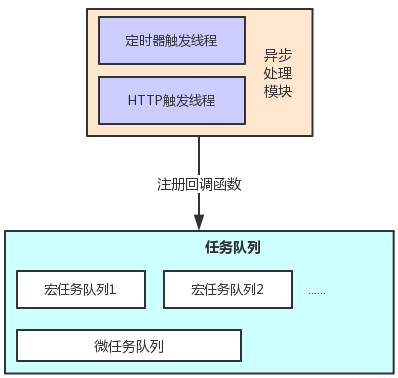 定时器触发线程
异步
处理
模块
HTTP触发线程
注册回调函数
任务队列
宏任务队列1
宏任务队列2
......
微任务队列